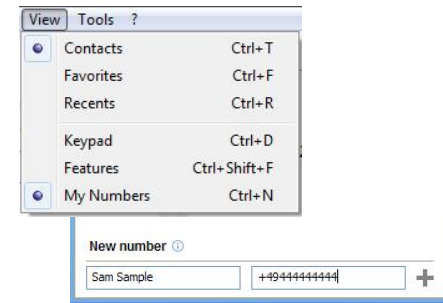 View Tools ?
Contacts Ctrl+T
Favorites Ctrl+F
Recents Ctrl+R
Keypad Ctrl+D
Features Ctrl+Shift+F
My Numbers Ctrl+N
New number
Sam Sample +49444444444